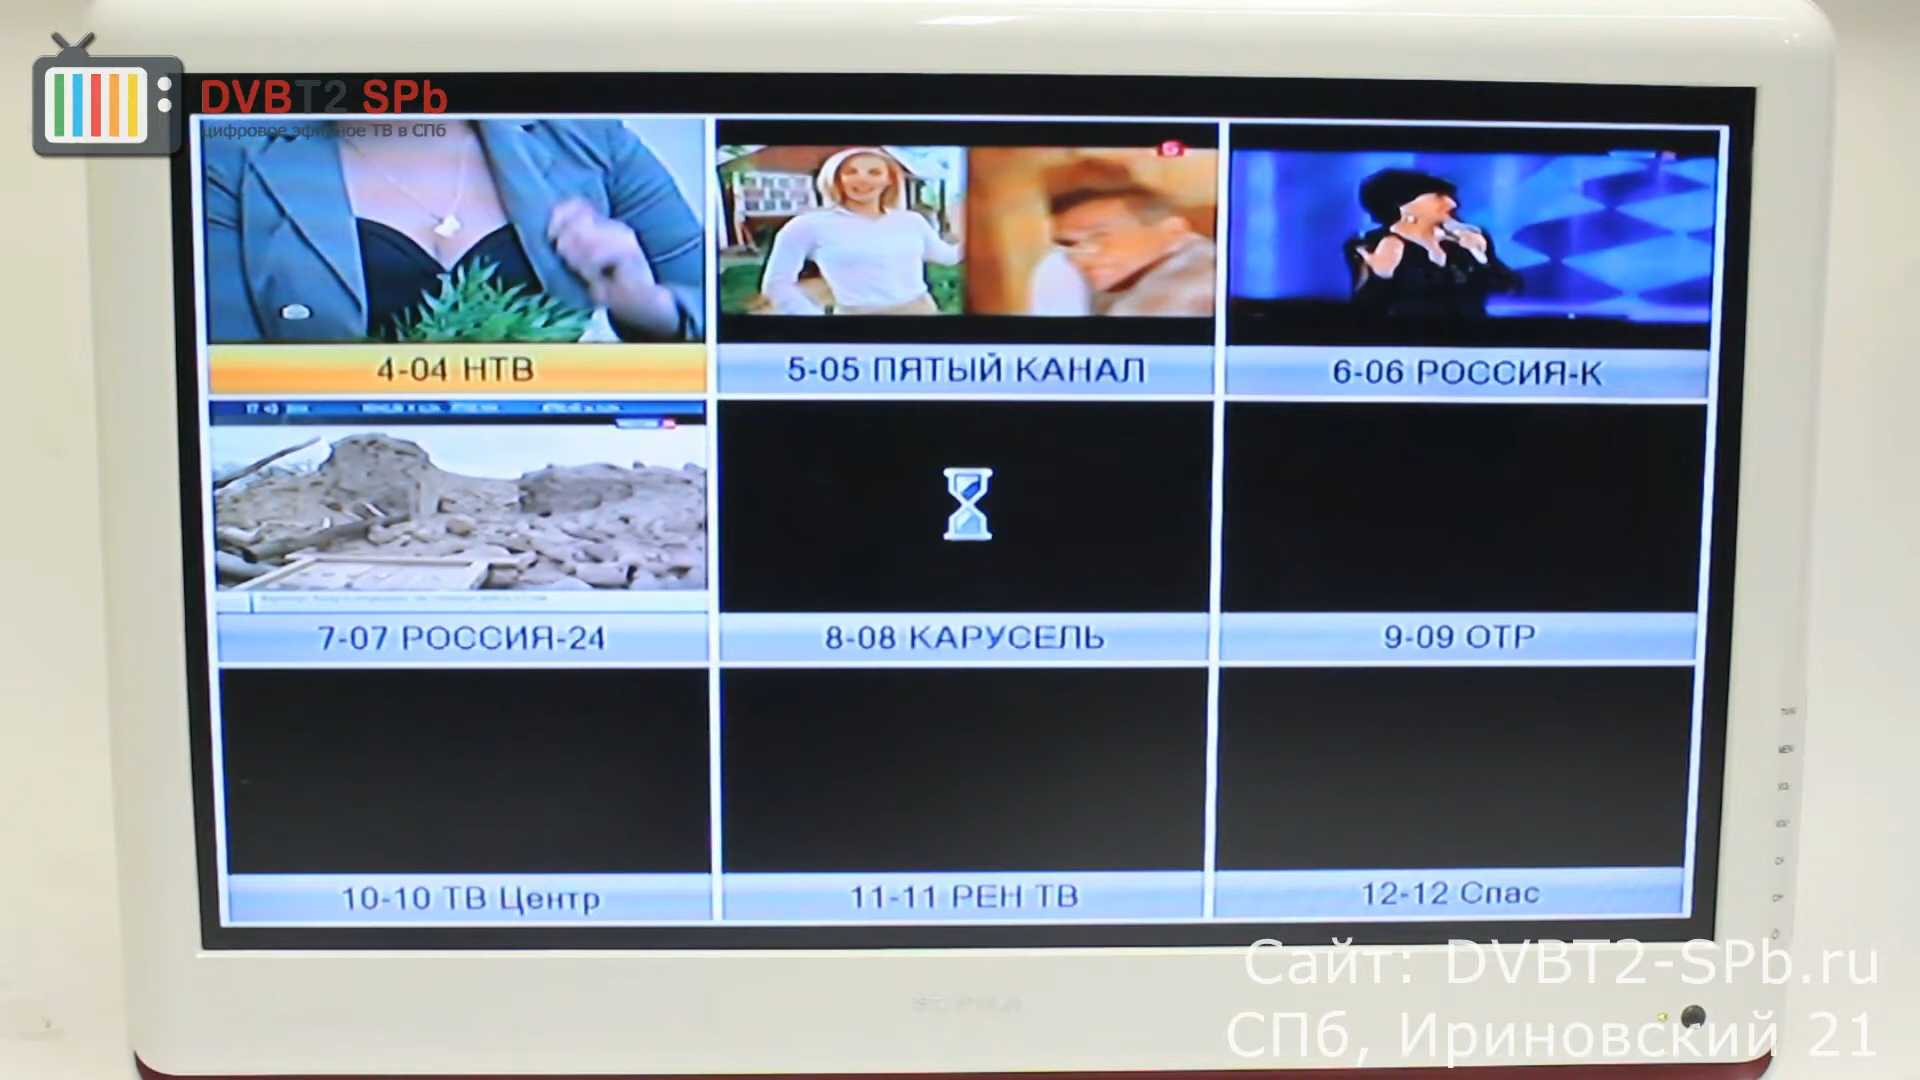 DVBT2 SPb
цифровое эфирное ТВ в СПб
4-04 НТВ
5-05 ПЯТЫЙ КАНАЛ
6-06 РОССИЯ-К
7-07 РОССИЯ-24
8-08 КАРУСЕЛЬ
9-09 ОТР
10-10 ТВ Центр
11-11 РЕН ТВ
12-12 Спас
SUPRA
Сайт: DVBT2-SPb.ru
СПб, Ириновский 21